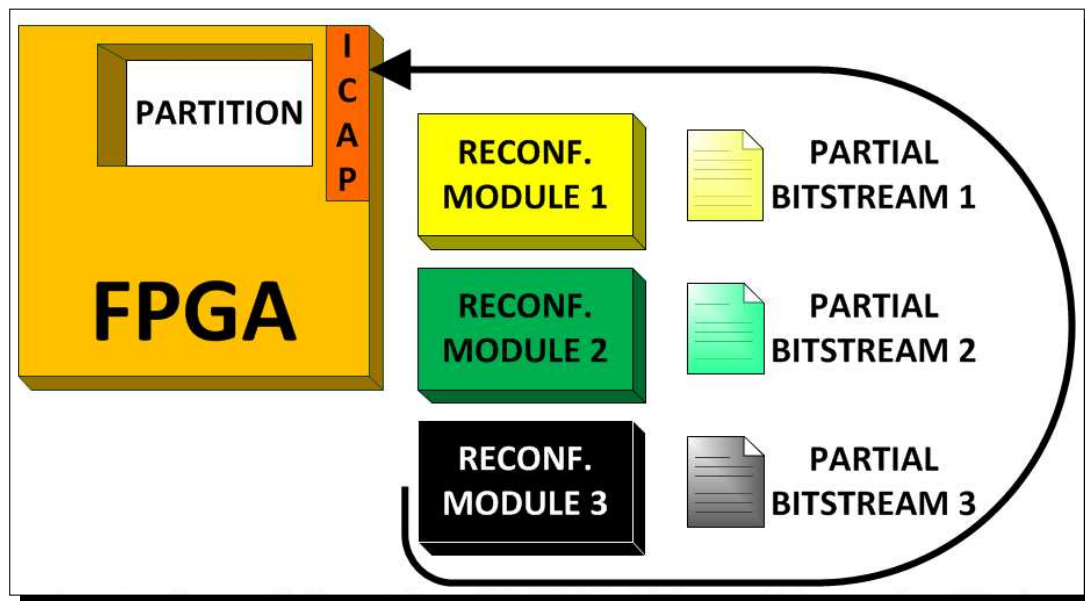 PARTITION
I
C
A
P
FPGA
RECONF.
MODULE 1
PARTIAL
BITSTREAM 1
RECONF.
MODULE 2
PARTIAL
BITSTREAM 2
RECONF.
MODULE 3
PARTIAL
BITSTREAM 3